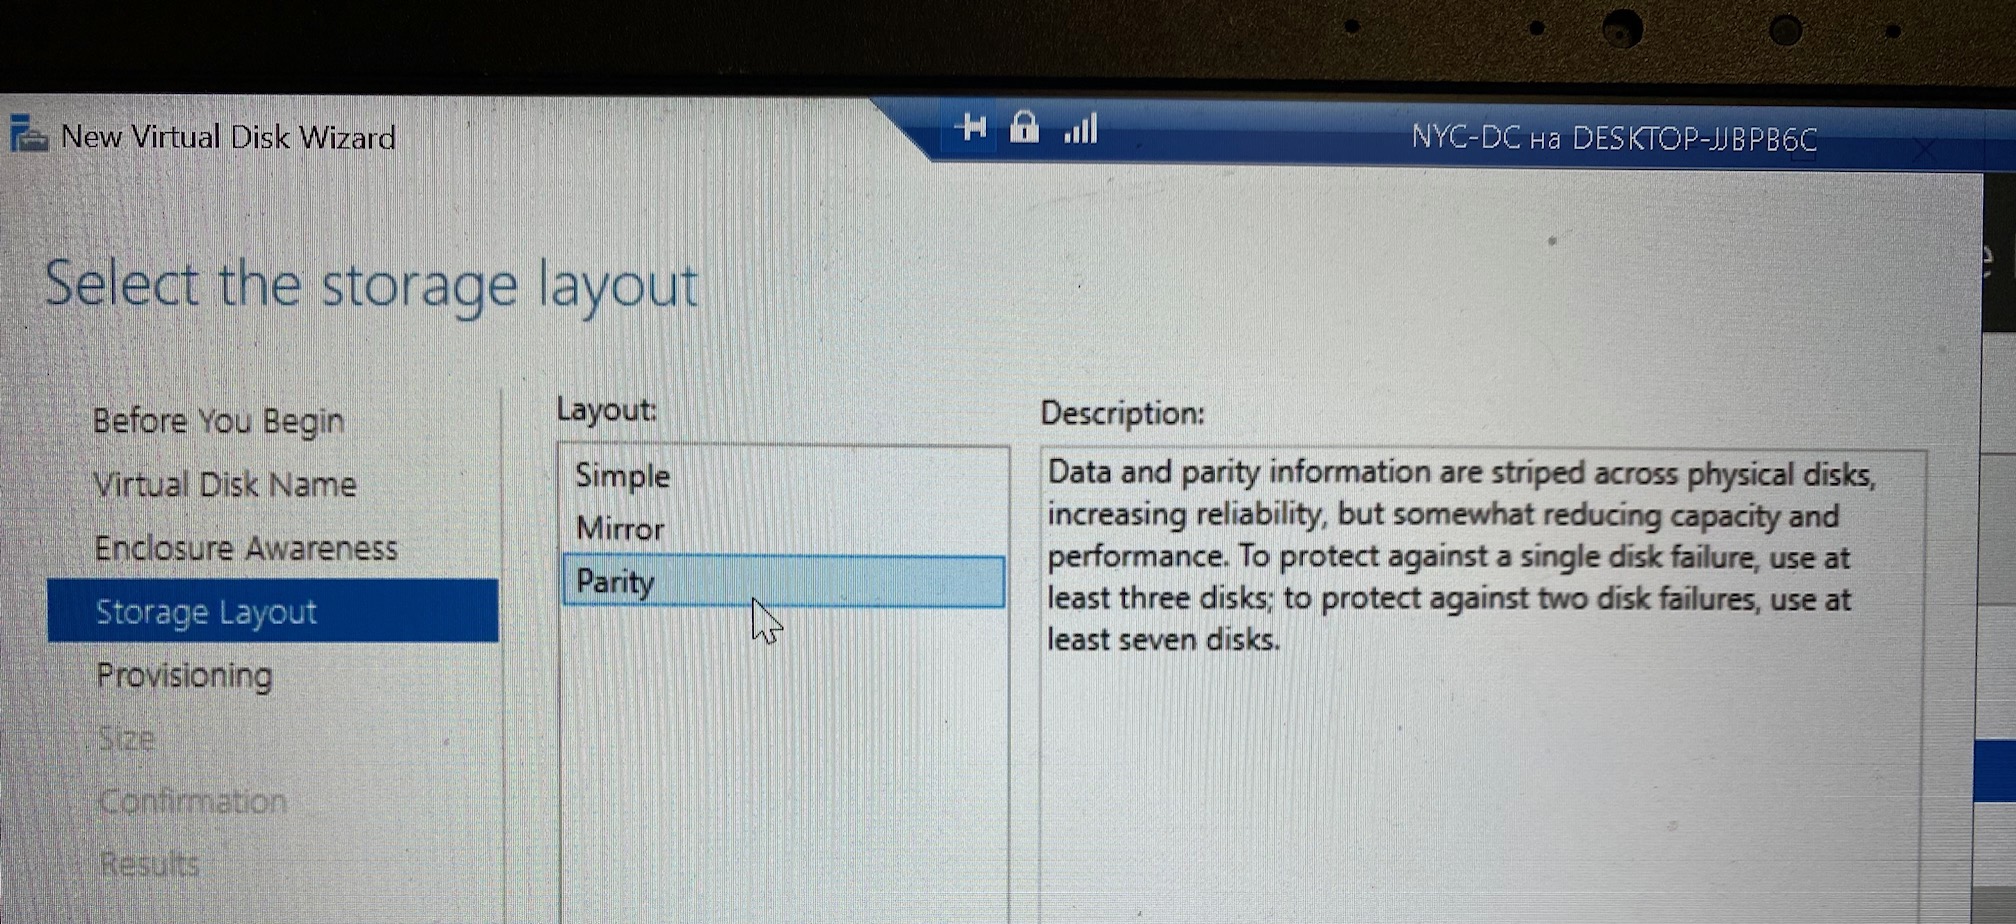 New Virtual Disk Wizard
NYC-DC на DESKTOP-JJBPB6C
Select the storage layout
Before You Begin
Virtual Disk Name
Enclosure Awareness
Storage Layout
Provisioning
Size
Confirmation
Results
Layout:
Simple
Mirror
Parity
Description:
Data and parity information are striped across physical disks,
increasing reliability, but somewhat reducing capacity and
performance. To protect against a single disk failure, use at
least three disks; to protect against two disk failures, use at
least seven disks.